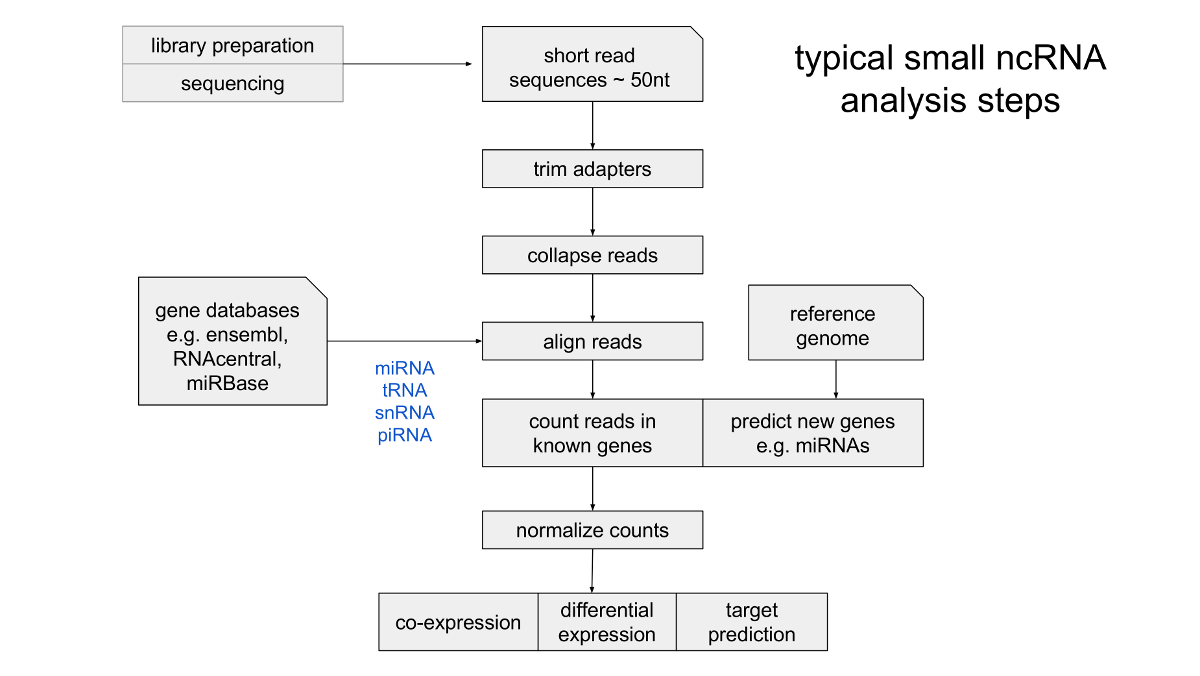 typical small ncRNA
analysis steps
library preparation
sequencing
short read
sequences ~ 50nt
trim adapters
collapse reads
gene databases
e.g. ensembl,
RNAcentral,
miRBase
miRNA
tRNA
snRNA
piRNA
align reads
reference
genome
count reads in
known genes
predict new genes
e.g. miRNAs
normalize counts
co-expression
differential
expression
target
prediction